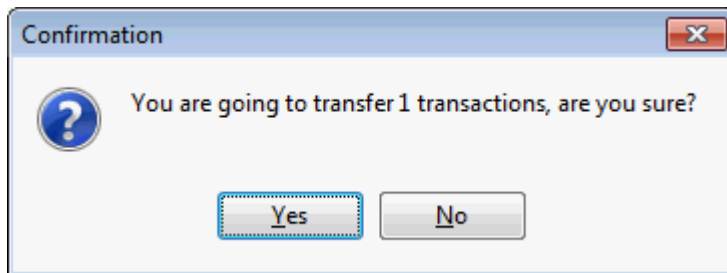 Confirmation
You are going to transfer 1 transactions, are you sure?
Yes
No